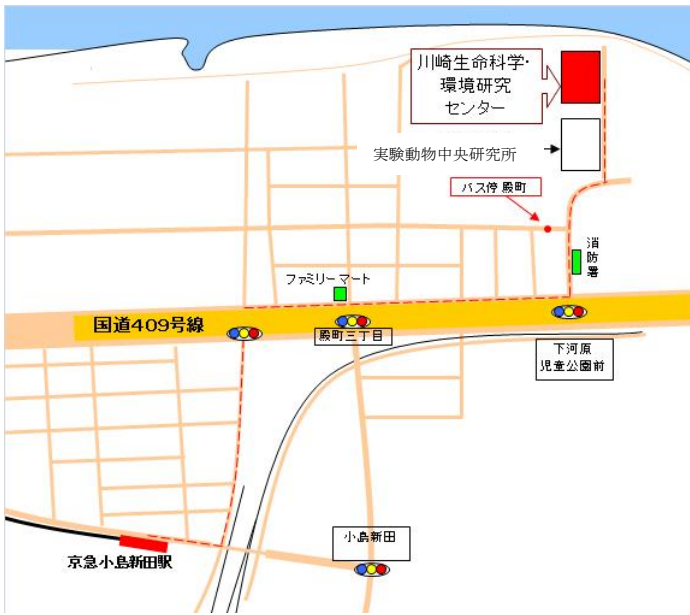 川崎生命科学・
環境研究
センター
実験動物中央研究所
バス停 殿町
消
防
署
ファミリーマート
国道409号線
殿町三丁目
下河原
児童公園前
小島新田
京急小島新田駅